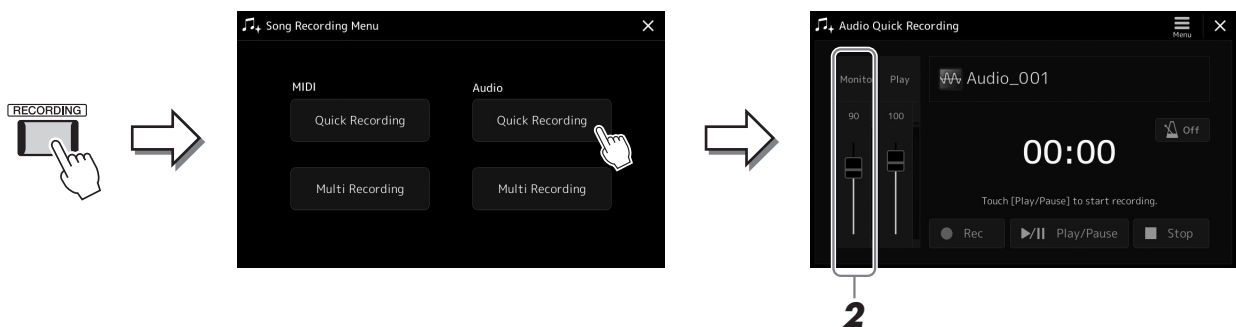 RECORDING
Song Recording Menu
MIDI
Audio
Quick Recording
Quick Recording
Multi Recording
Multi Recording
Audio Quick Recording
Menu
Monito
Play
Audio_001
90
100
Off
00:00
Touch [Play/Pause] to start recording.
Rec
Play/Pause
Stop
2